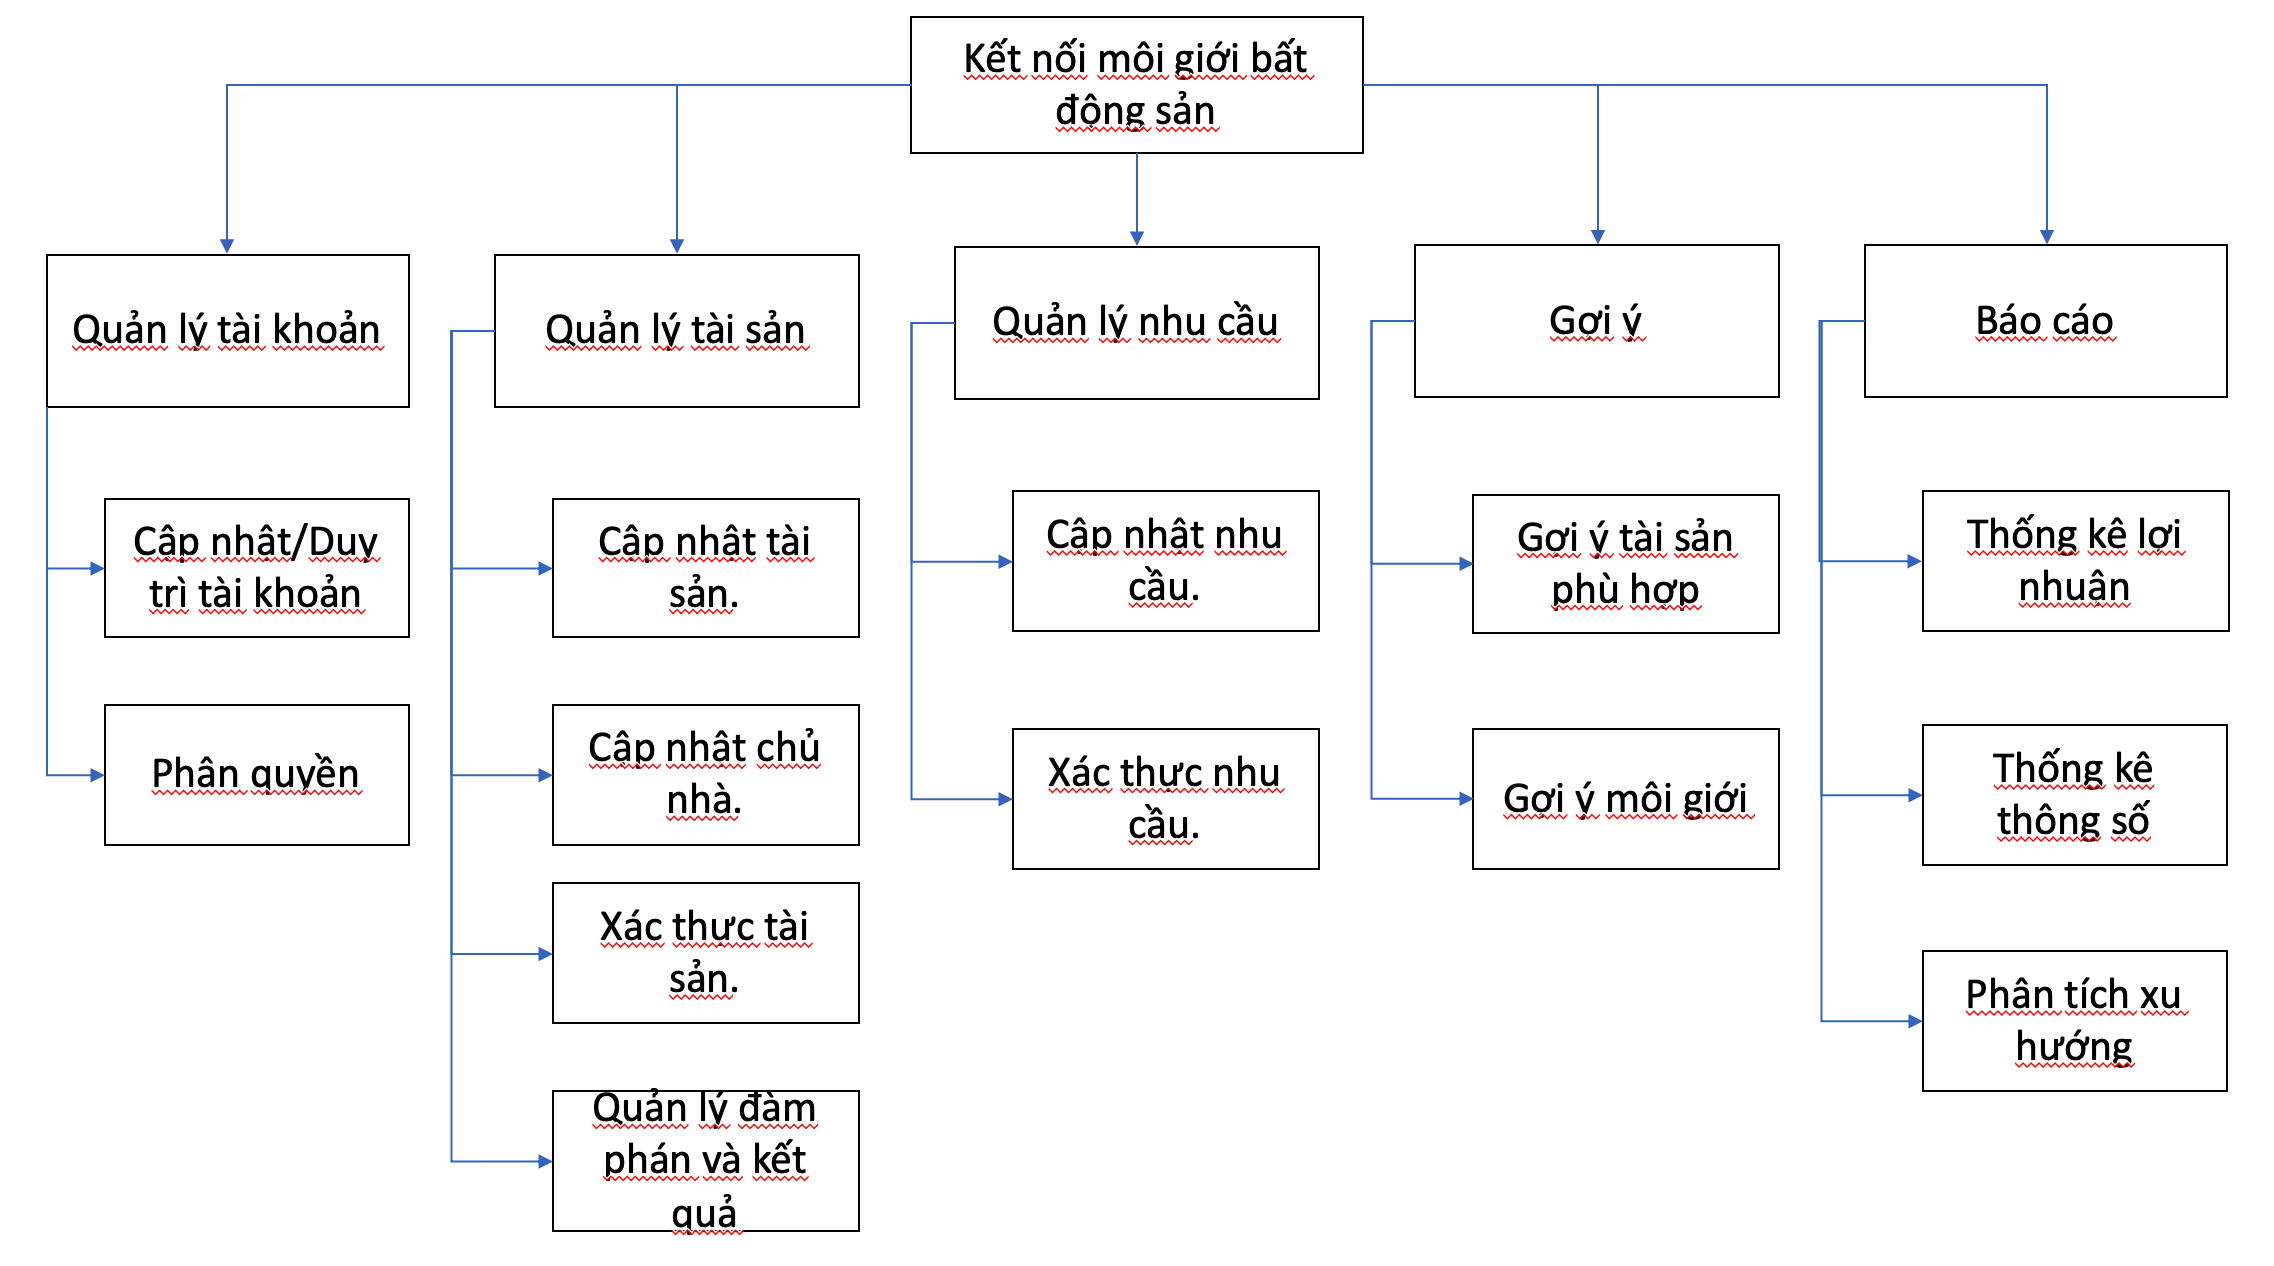 Kết nối môi giới bất
động sản
Quản lý tài khoản
Quản lý tài sản
Quản lý nhu cầu
Gợi ý
Báo cáo
Cập nhật/Duy
trì tài khoản
Phân quyền
Cập nhật tài
sản.
Cập nhật chủ
nhà.
Xác thực tài
sản.
Quản lý đàm
phán và kết
quả
Cập nhật nhu
cầu.
Xác thực nhu
cầu.
Gợi ý tài sản
phù hợp
Gợi ý môi giới
Thống kê lợi
nhuận
Thống kê
thông số
Phân tích xu
hướng